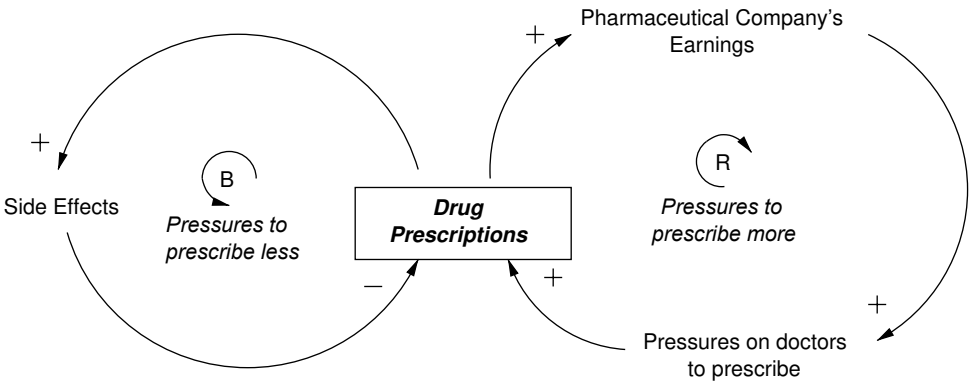 Pharmaceutical Company's
Earnings
+
+
B
R
Side Effects
Pressures to
prescribe less
Drug
Prescriptions
Pressures to
prescribe more
−
+
+
Pressures on doctors
to prescribe